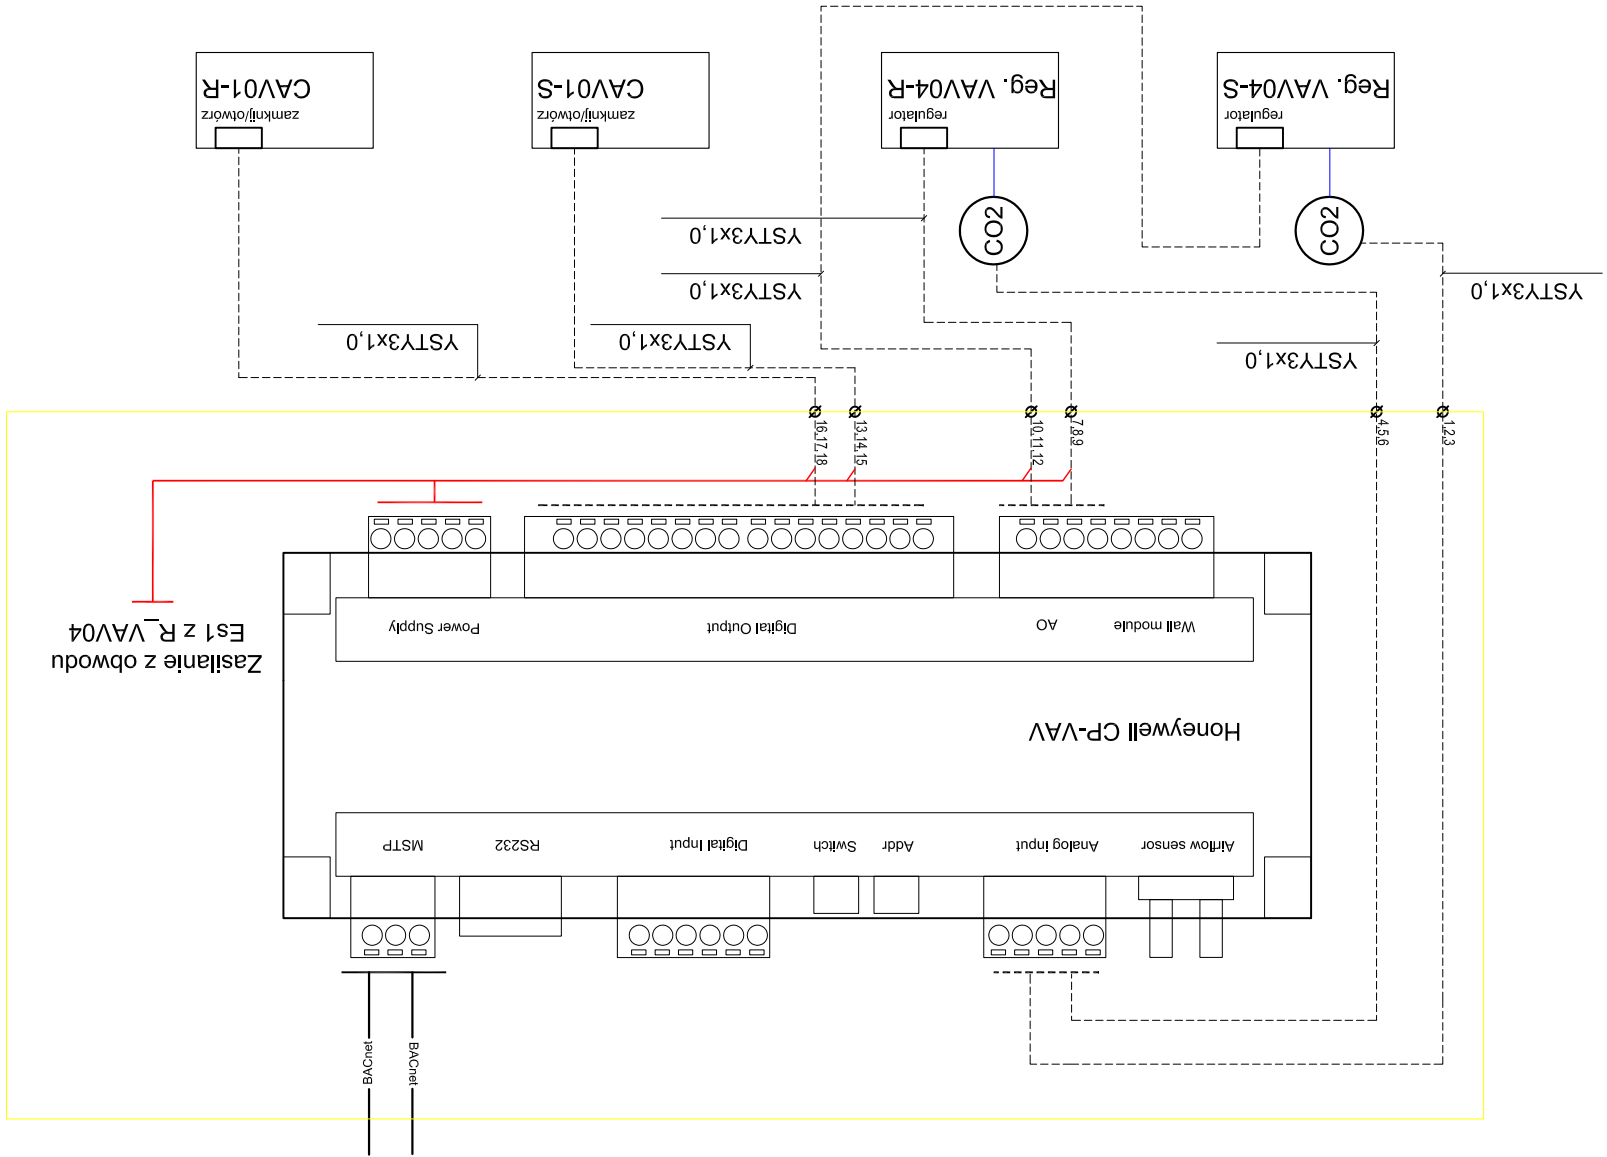 BACnet
BACnet
Airflow sensor
Analog input
Addr
Switch
Digital Input
RS232
MSTP
Honeywell CP-VAV
Zasilanie z obwodu
Es1 z R_VAV04
Wall module
AO
Digital Output
Power Supply
1,2,3
4,5,6
7,8,9
10,11,12
13,14,15
16,17,18
YSTY3x1,0
YSTY3x1,0
YSTY3x1,0
YSTY3x1,0
YSTY3x1,0
YSTY3x1,0
CO2
CO2
regulator
Reg. VAV04-S
regulator
Reg. VAV04-R
zamknij/otwórz
CAV01-S
zamknij/otwórz
CAV01-R